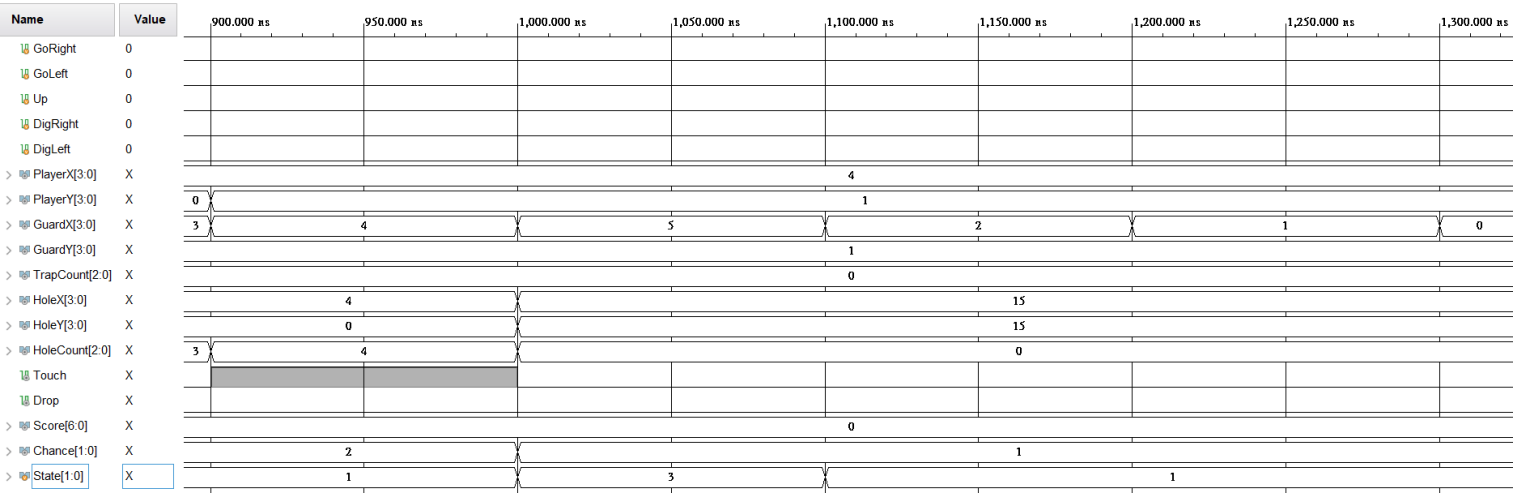 Name Value 900.000 ns 950.000 ns 1,000.000 ns 1,050.000 ns 1,100.000 ns 1,150.000 ns 1,200.000 ns 1,250.000 ns 1,300.000 ns
GoRight 0
GoLeft 0
Up 0
DigRight 0
DigLeft 0
PlayerX[3:0] X 4
PlayerY[3:0] X 0 1
GuardX[3:0] X 3 4 5 2 1 0
GuardY[3:0] X 1
TrapCount[2:0] X 0
HoleX[3:0] X 4 15
HoleY[3:0] X 0 15
HoleCount[2:0] X 3 4 0
Touch X
Drop X
Score[6:0] X 0
Chance[1:0] X 2 1
State[1:0] X 1 3 1